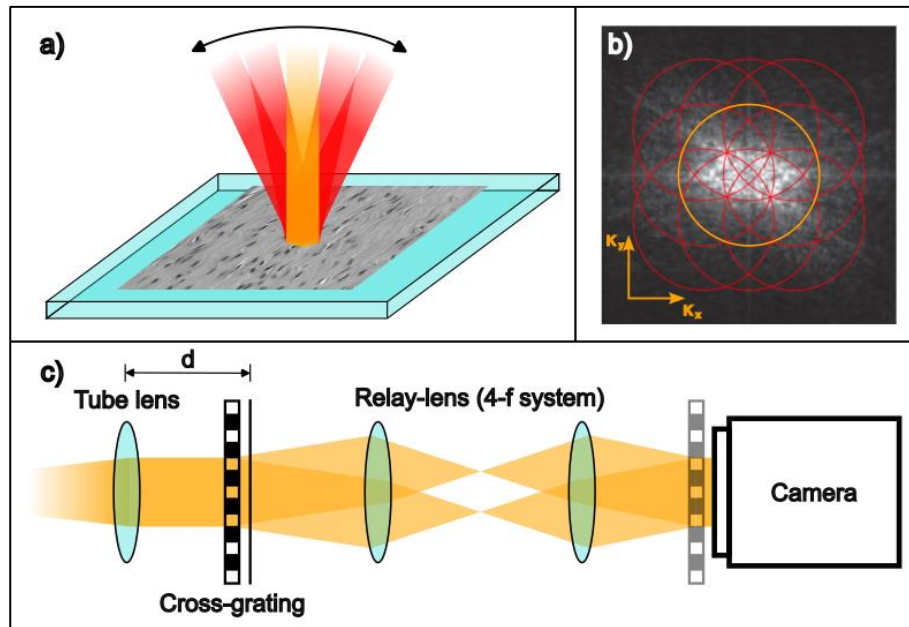 a)
b)
Ky
Kx
c)
d
Tube lens
Relay-lens (4-f system)
Camera
Cross-grating